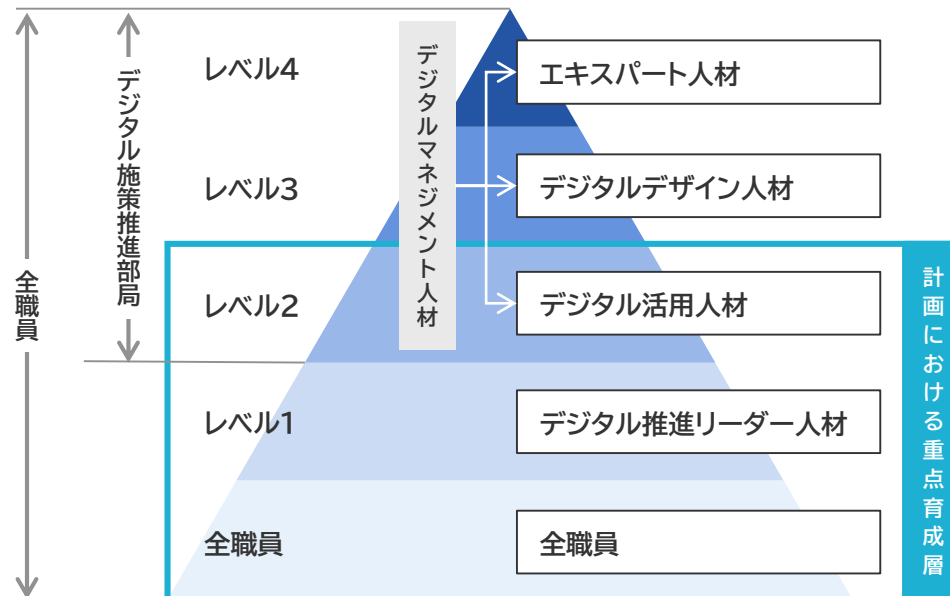 全職員
デジタル施策推進部局
デジタルマネジメント人材
レベル4
エキスパート人材
レベル3
デジタルデザイン人材
レベル2
デジタル活用人材
レベル1
デジタル推進リーダー人材
全職員
全職員
計画における重点育成層